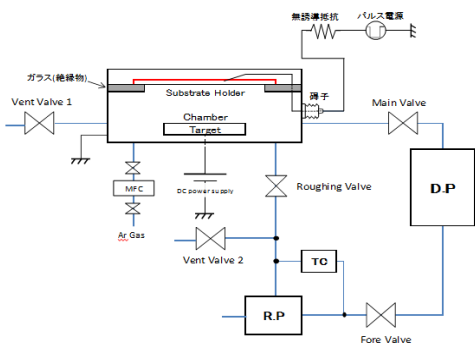 無誘導抵抗
パルス電源
ガラス(絶縁物)
Substrate Holder
碍子
Vent Valve 1
Main Valve
Chamber
Target
MFC
DC power supply
Roughing Valve
D.P
Ar Gas
Vent Valve 2
TC
R.P
Fore Valve